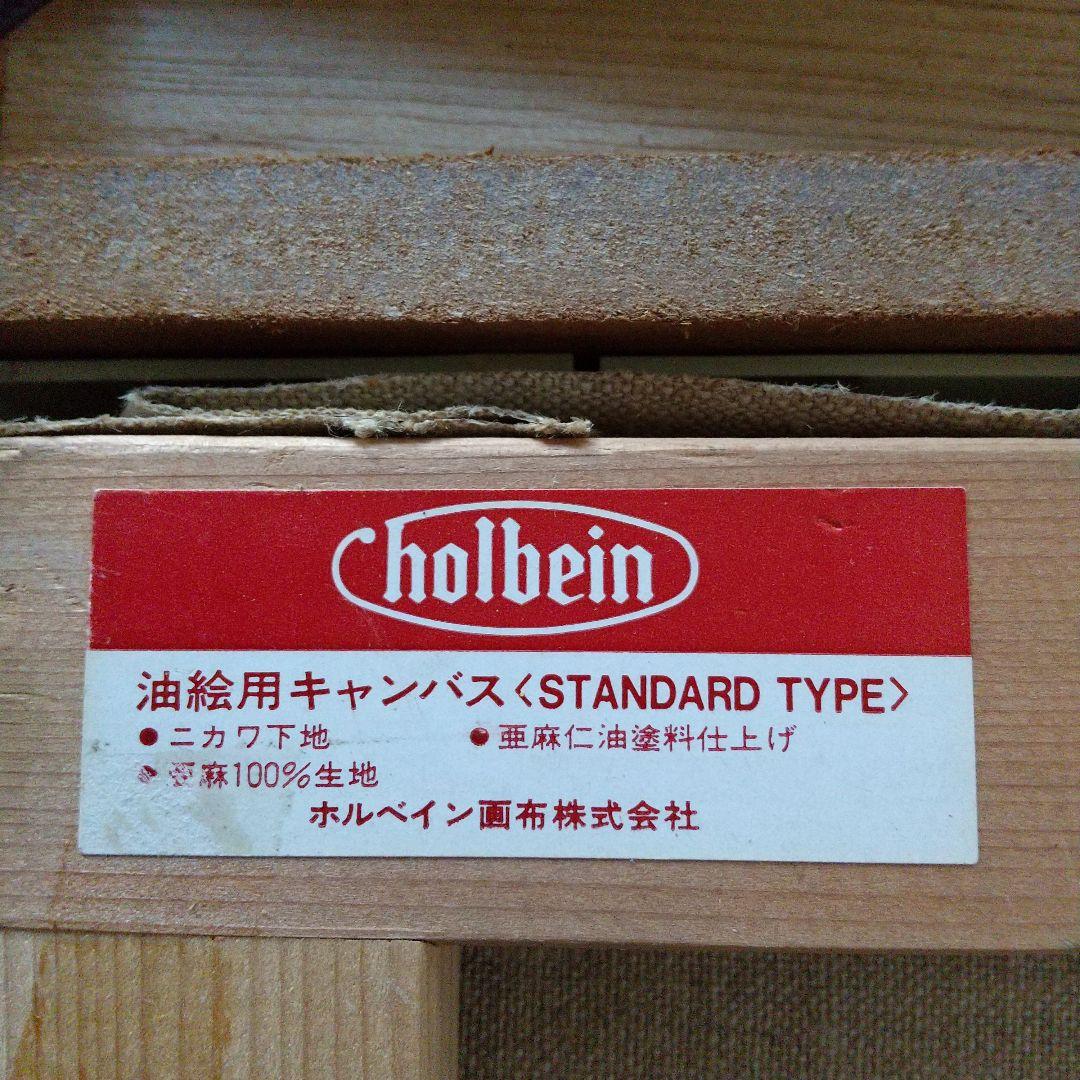 holbein
油絵用キャンバス〈STANDARD TYPE〉
●ニカワ下地 ●亜麻仁油塗料仕上げ
●亜麻100%生地
ホルベイン画布株式会社